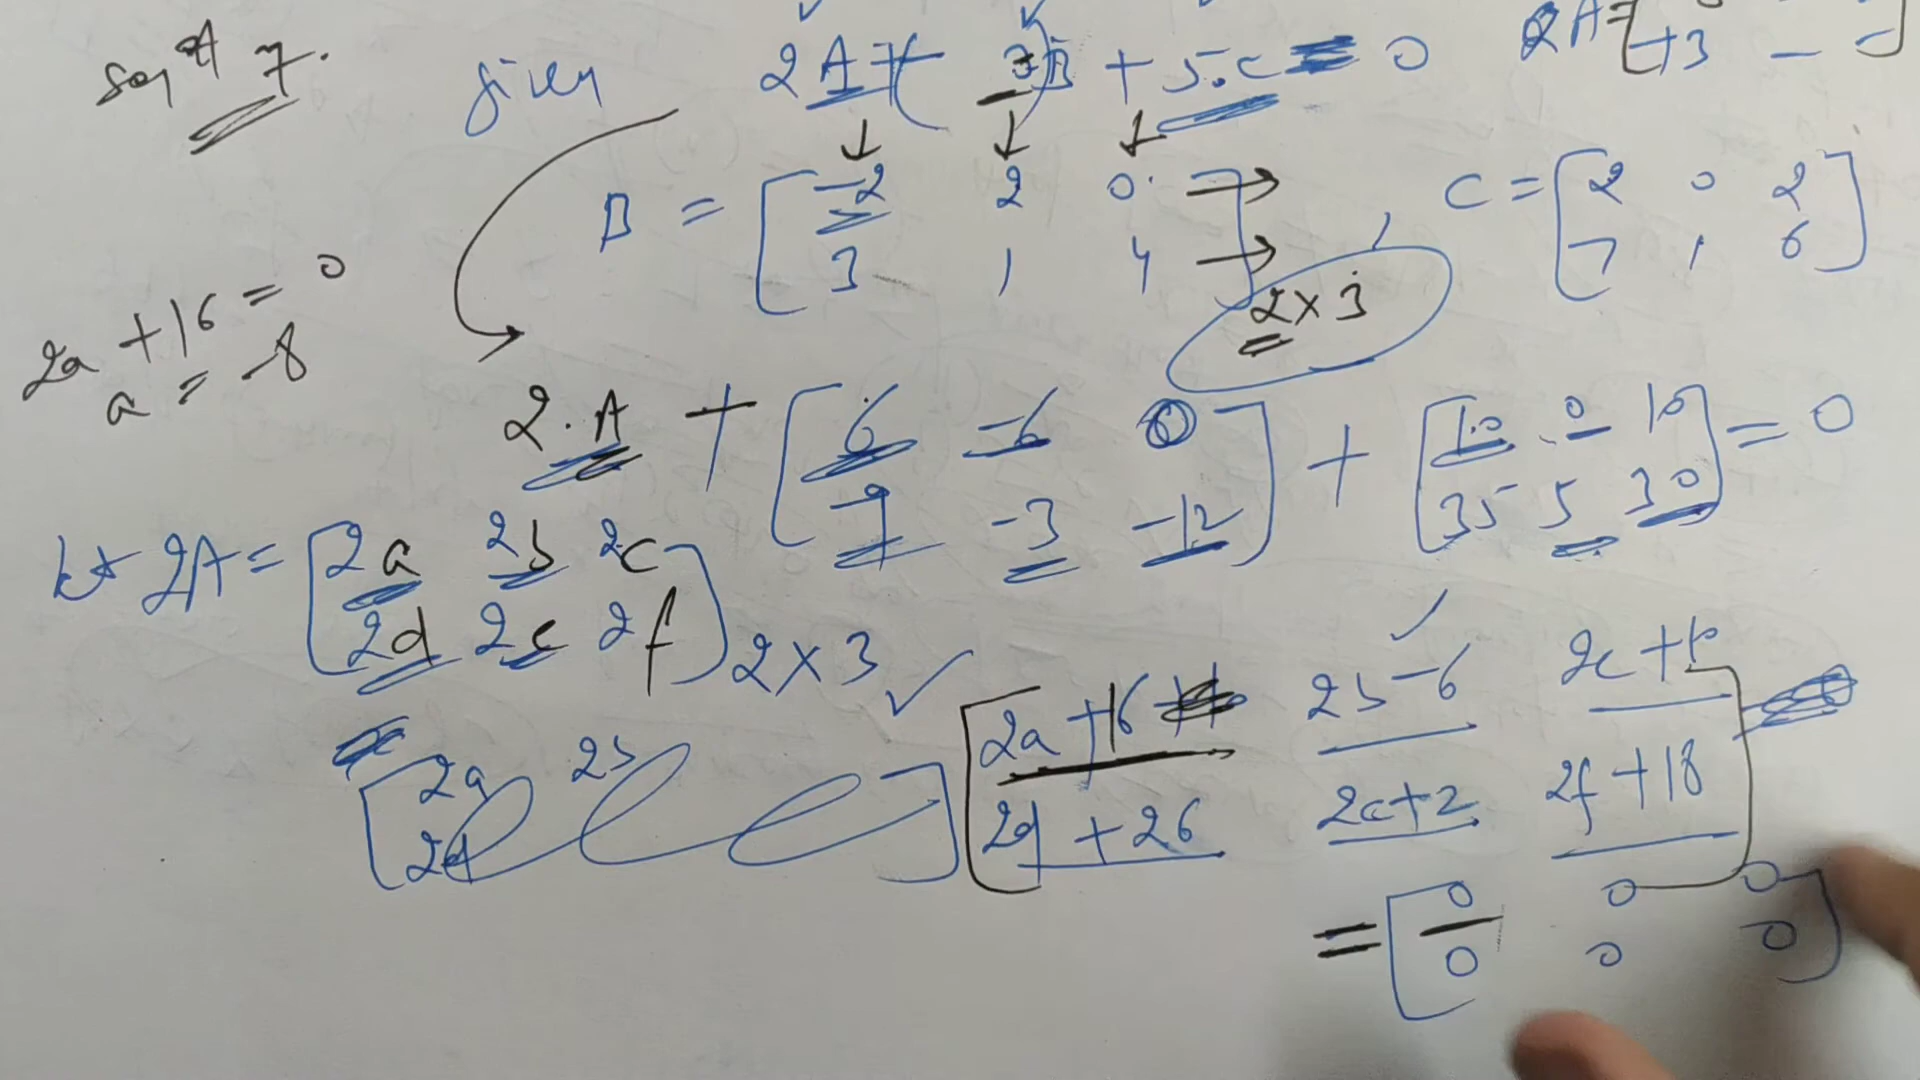 given 2A + (-3B) + 5.C = 0
2A = [ +3 - - ]
7.
B = [ -2 2 0
3 1 4 ]
2 x 3
C = [ 2 0 2
7 1 6 ]
2a + 16 = 0
a = -8
2.A + [ 6 -6 0
-9 -3 -12 ] + [ 10 0 10
35 5 30 ] = 0
let 2A = [ 2a 2b 2c
2d 2e 2f ] 2 x 3
[ 2a 2b
2d ]
[ 2a + 16 2b - 6 2c + 10
2d + 26 2e + 2 2f + 18 ]
= [ 0 0 0
0 0 0 ]